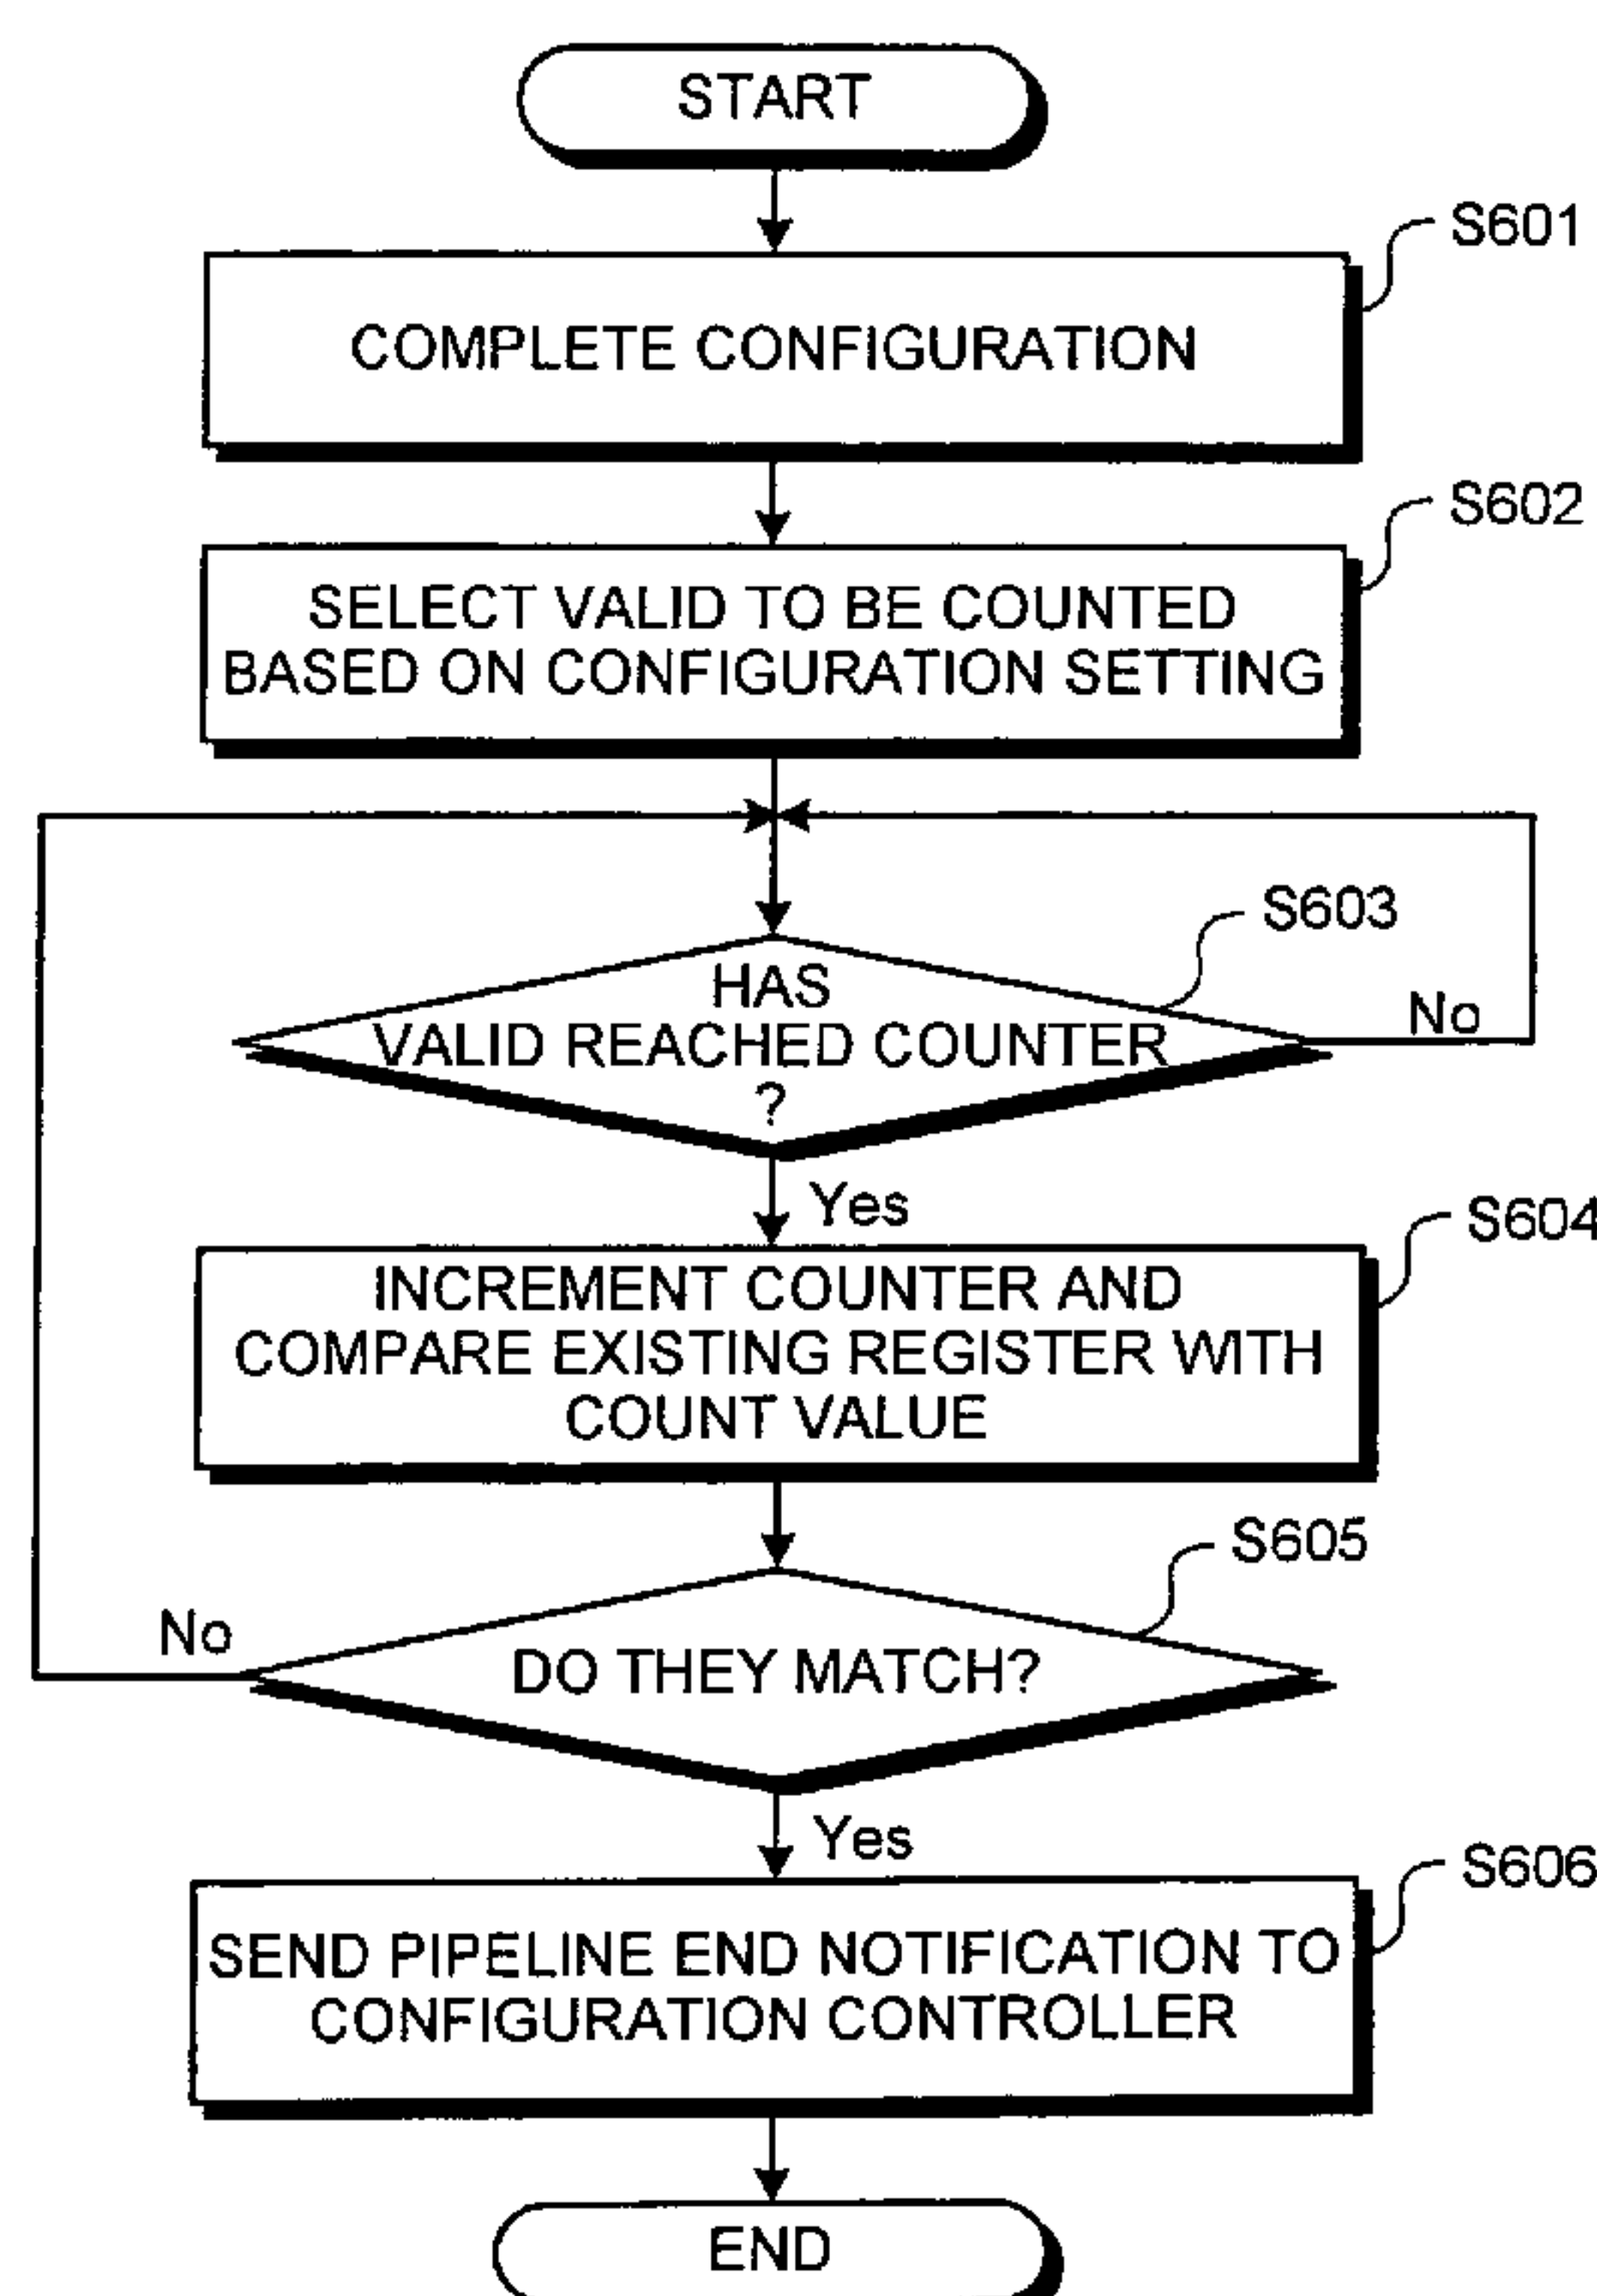 START
S601
COMPLETE CONFIGURATION
S602
SELECT VALID TO BE COUNTED
BASED ON CONFIGURATION SETTING
S603
HAS
VALID REACHED COUNTER
?
No
Yes
S604
INCREMENT COUNTER AND
COMPARE EXISTING REGISTER WITH
COUNT VALUE
S605
No
DO THEY MATCH?
Yes
S606
SEND PIPELINE END NOTIFICATION TO
CONFIGURATION CONTROLLER
END